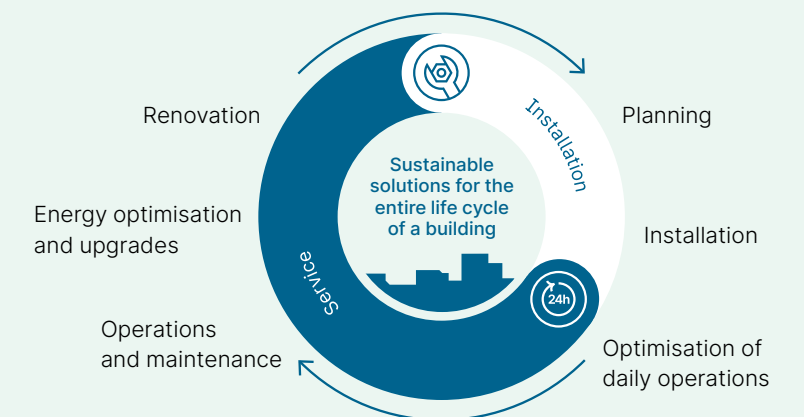 Renovation
Planning
Installation
Sustainable
solutions for the
entire life cycle
of a building
Energy optimisation
and upgrades
Installation
Service
24h
Operations
and maintenance
Optimisation of
daily operations